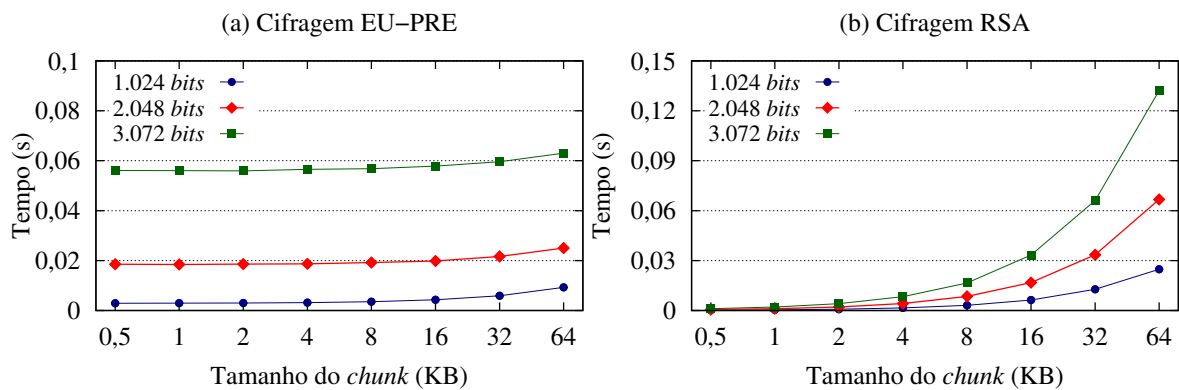 (a) Cifragem EU−PRE
0,1
0,08
0,06
0,04
0,02
0
Tempo (s)
1.024 bits
2.048 bits
3.072 bits
0,5 1 2 4 8 16 32 64
Tamanho do chunk (KB)
(b) Cifragem RSA
0,15
0,12
0,09
0,06
0,03
0
Tempo (s)
1.024 bits
2.048 bits
3.072 bits
0,5 1 2 4 8 16 32 64
Tamanho do chunk (KB)